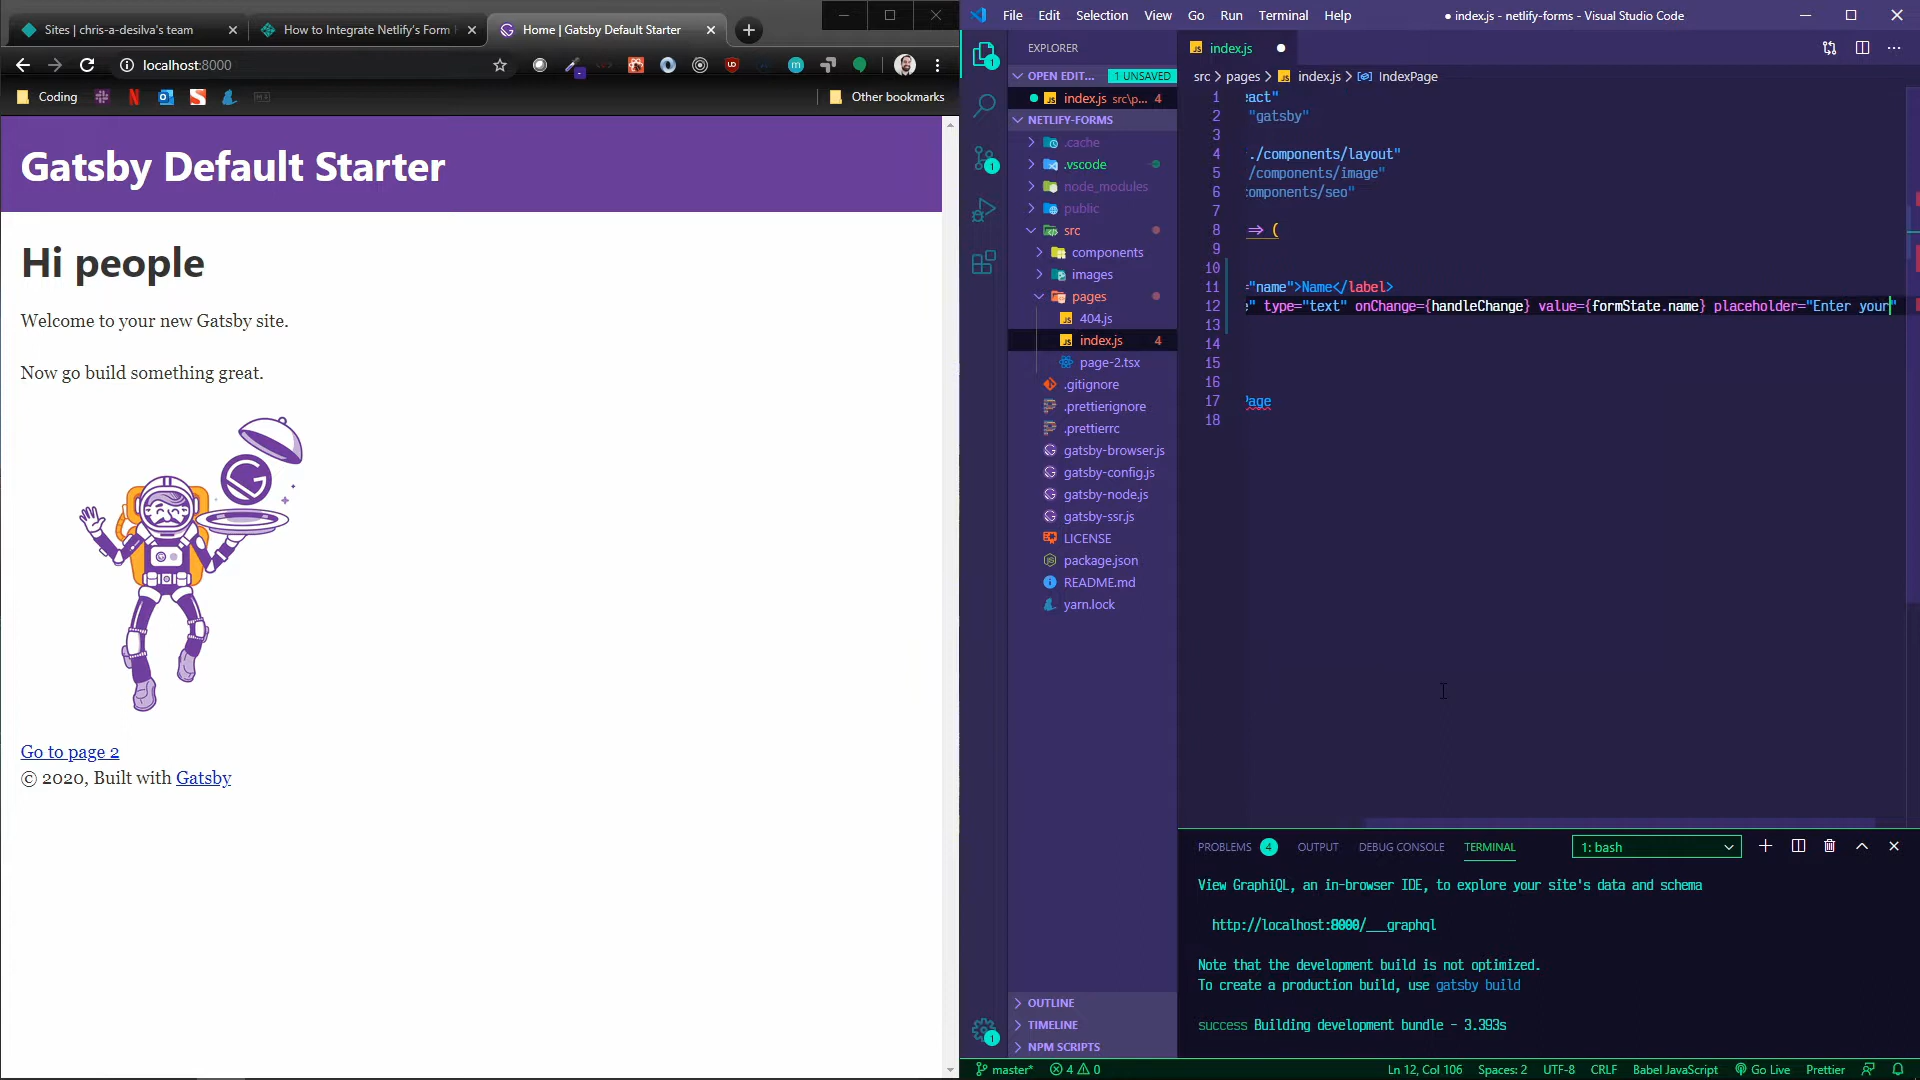 Sites | chris-a-desilva's team
How to Integrate Netlify's Form
Home | Gatsby Default Starter
localhost:8000
Coding
Other bookmarks
Gatsby Default Starter
Hi people
Welcome to your new Gatsby site.
Now go build something great.
Go to page 2
© 2020, Built with Gatsby
File Edit Selection View Go Run Terminal Help
● index.js - netlify-forms - Visual Studio Code
EXPLORER
OPEN EDIT... 1 UNSAVED
index.js src\p... 4
NETLIFY-FORMS
.cache
.vscode
node_modules
public
src
components
images
pages
404.js
index.js 4
page-2.tsx
.gitignore
.prettierignore
.prettierrc
gatsby-browser.js
gatsby-config.js
gatsby-node.js
gatsby-ssr.js
LICENSE
package.json
README.md
yarn.lock
OUTLINE
TIMELINE
NPM SCRIPTS
index.js
src > pages > index.js > IndexPage
1 eact"
2 "gatsby"
3
4 ./components/layout"
5 /components/image"
6 components/seo"
7
8 => (
9
10
11 ="name">Name</label>
12 e" type="text" onChange={handleChange} value={formState.name} placeholder="Enter your"
13
14
15
16
17 Page
18
PROBLEMS 4 OUTPUT DEBUG CONSOLE TERMINAL 1: bash
View GraphiQL, an in-browser IDE, to explore your site's data and schema
http://localhost:8000/___graphql
Note that the development build is not optimized.
To create a production build, use gatsby build
success Building development bundle - 3.393s
master* 4 0 Ln 12, Col 106 Spaces: 2 UTF-8 CRLF Babel JavaScript Go Live Prettier